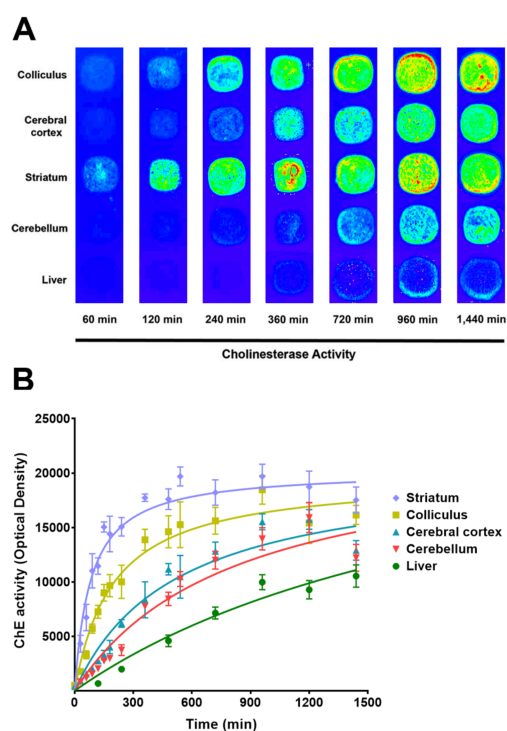 A
Colliculus
Cerebral
cortex
Striatum
Cerebellum
Liver
60 min 120 min 240 min 360 min 720 min 960 min 1,440 min
Cholinesterase Activity
B
25000
20000
15000
10000
5000
0 300 600 900 1200 1500
ChE activity (Optical Density)
Time (min)
Striatum
Colliculus
Cerebral cortex
Cerebellum
Liver